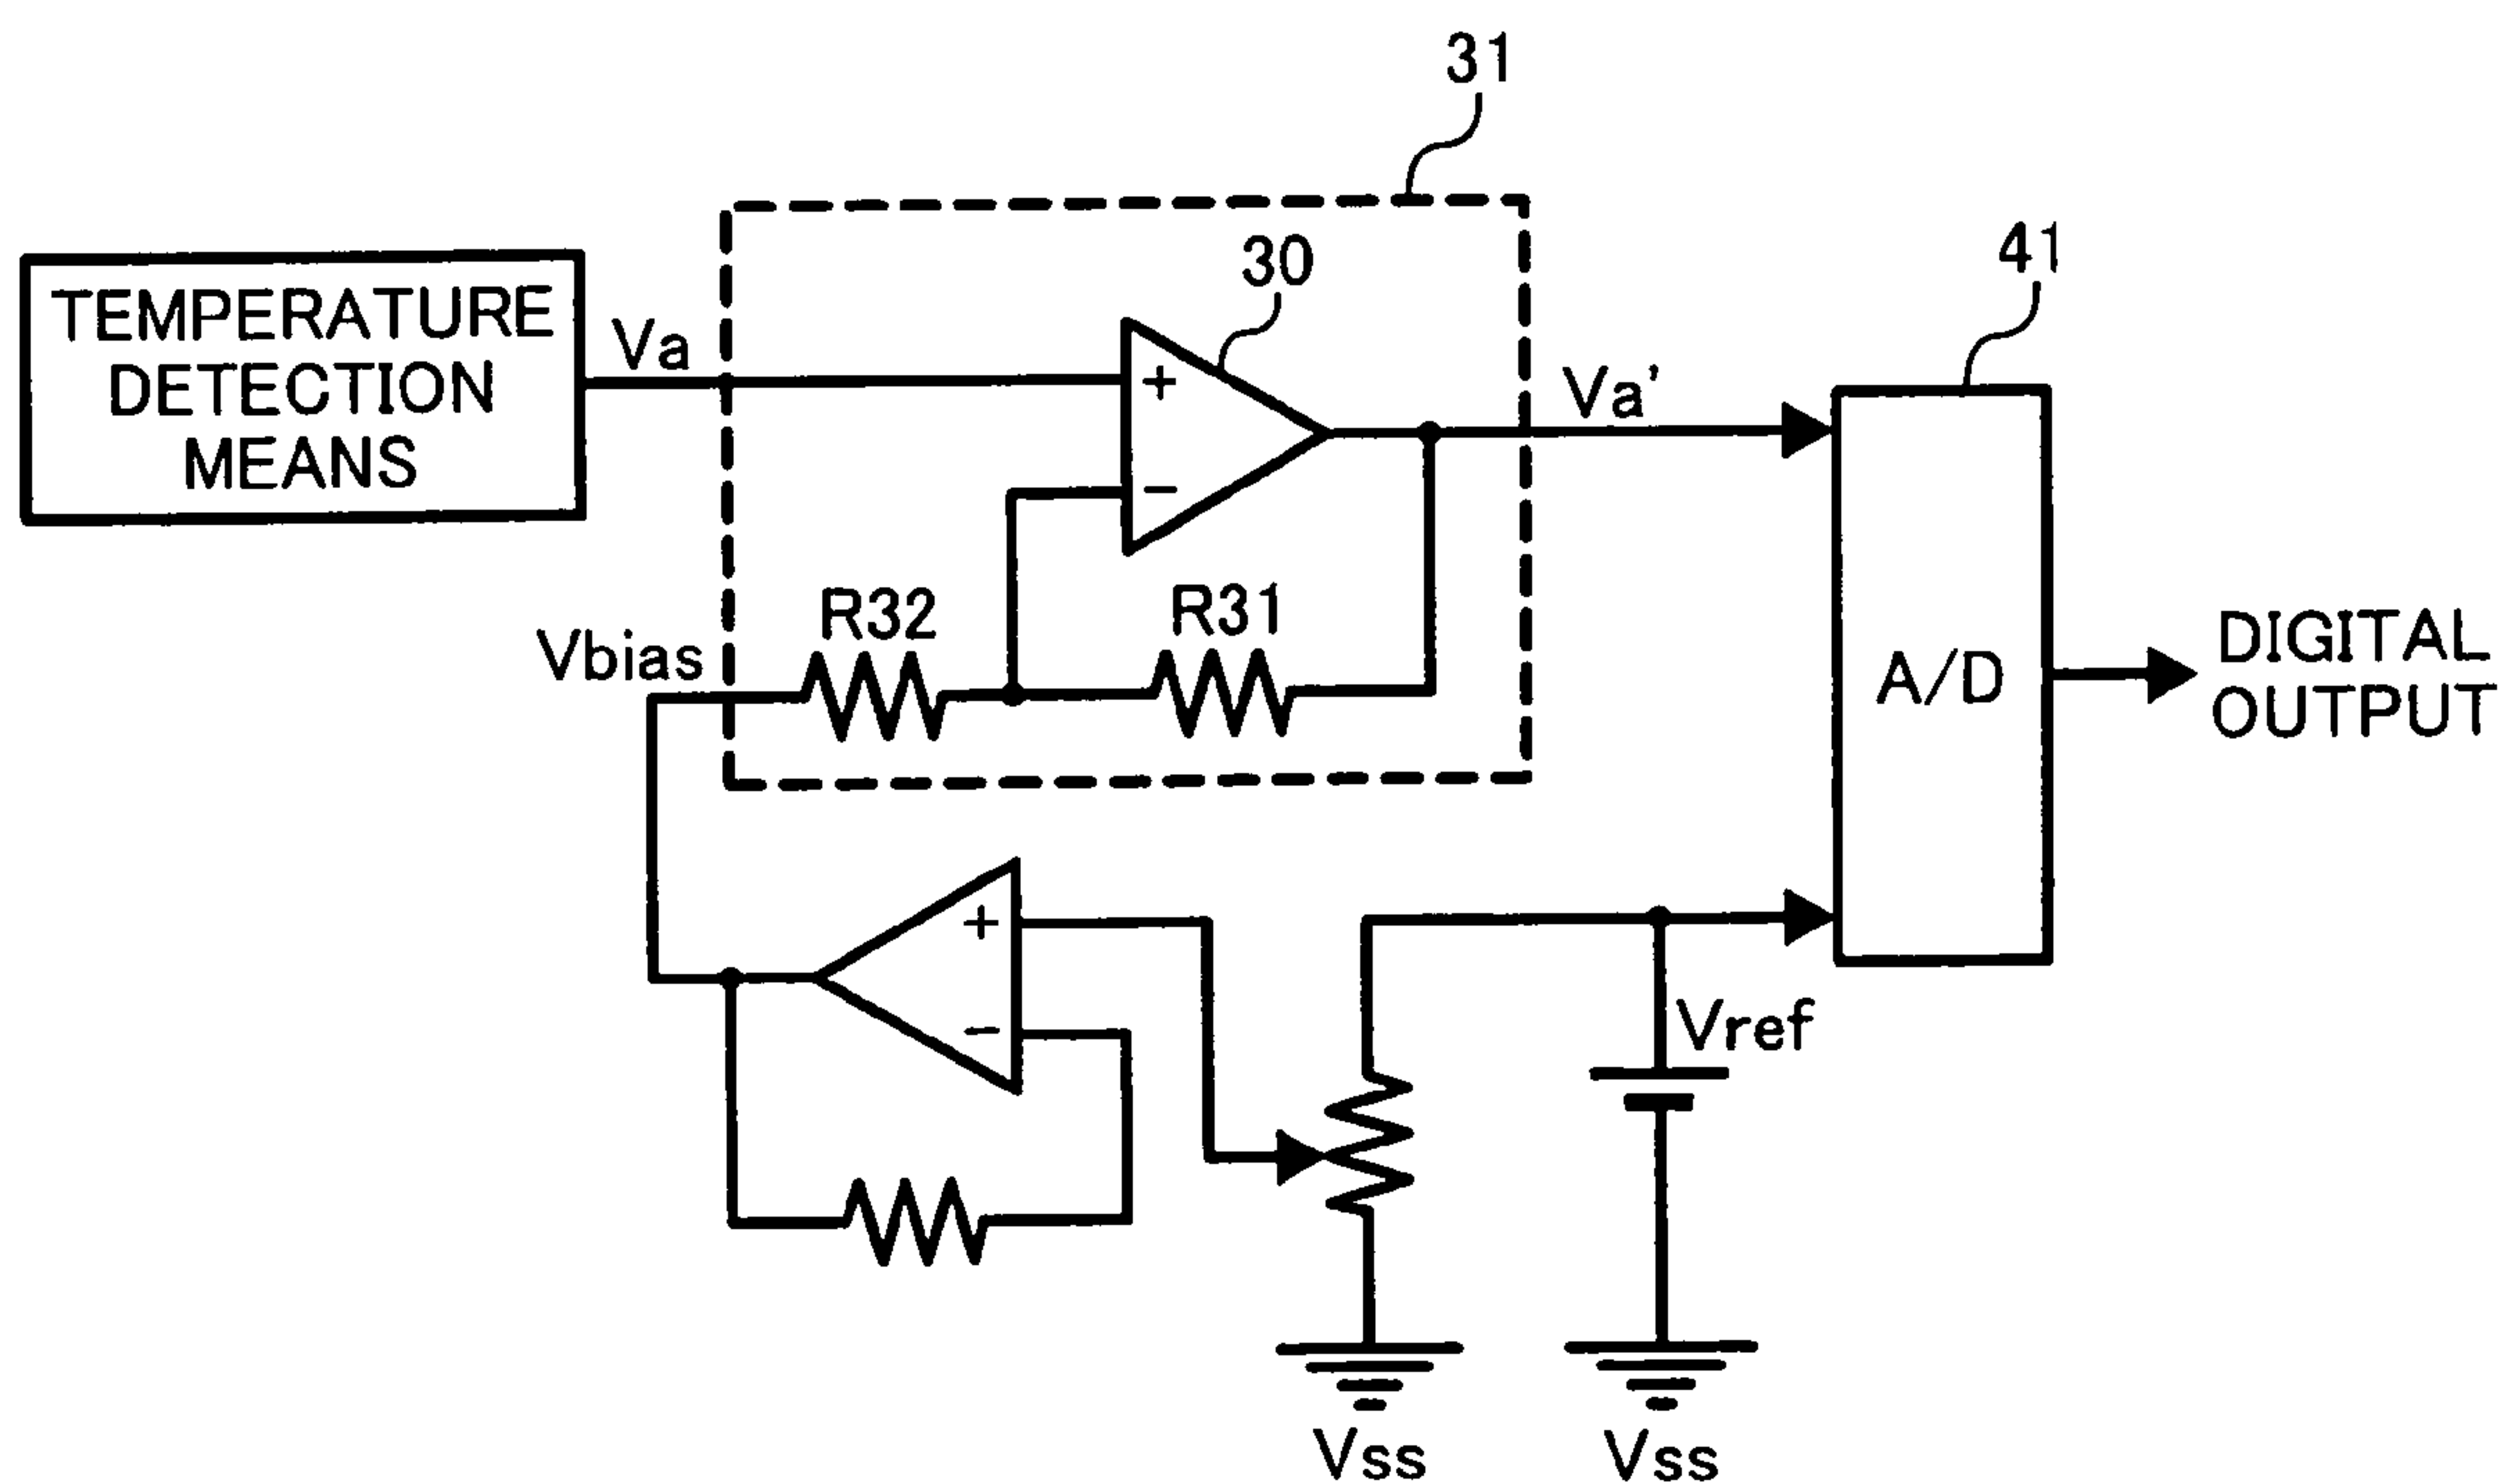 31
30
41
TEMPERATURE
DETECTION
MEANS
Va
+
−
Va'
R32
R31
Vbias
A/D
DIGITAL
OUTPUT
+
−
Vref
Vss
Vss